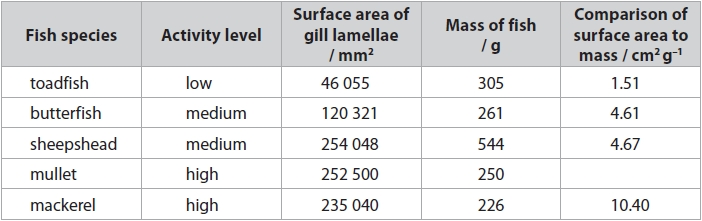 Fish species | Activity level | Surface area of gill lamellae / mm² | Mass of fish / g | Comparison of surface area to mass / cm² g⁻¹
toadfish | low | 46 055 | 305 | 1.51
butterfish | medium | 120 321 | 261 | 4.61
sheepshead | medium | 254 048 | 544 | 4.67
mullet | high | 252 500 | 250 |
mackerel | high | 235 040 | 226 | 10.40